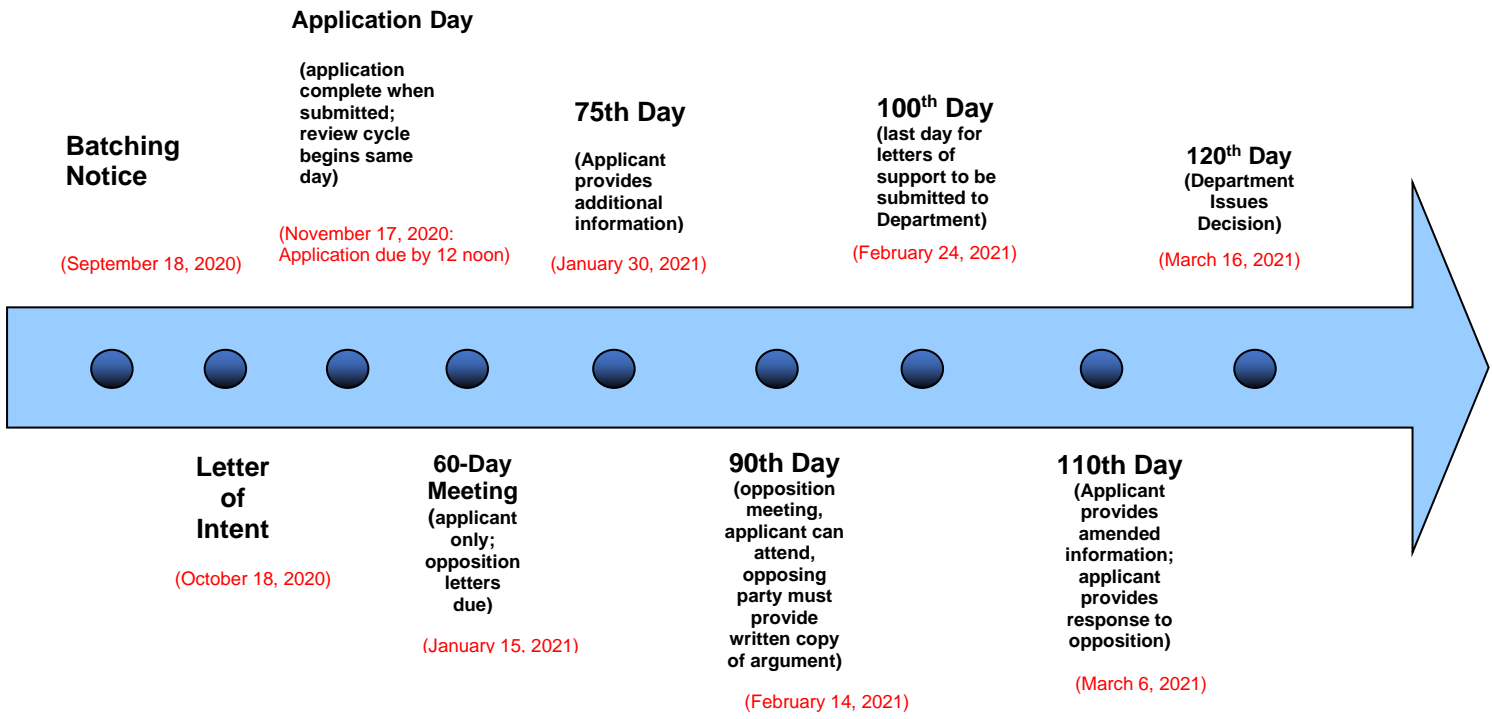 Batching
Notice
(September 18, 2020)
Letter
of
Intent
(October 18, 2020)
Application Day
(application
complete when
submitted;
review cycle
begins same
day)
(November 17, 2020:
Application due by 12 noon)
60-Day
Meeting
(applicant
only;
opposition
letters
due)
(January 15, 2021)
75th Day
(Applicant
provides
additional
information)
(January 30, 2021)
90th Day
(opposition
meeting,
applicant can
attend,
opposing
party must
provide
written copy
of argument)
(February 14, 2021)
100th Day
(last day for
letters of
support to be
submitted to
Department)
(February 24, 2021)
110th Day
(Applicant
provides
amended
information;
applicant
provides
response to
opposition)
(March 6, 2021)
120th Day
(Department
Issues
Decision)
(March 16, 2021)